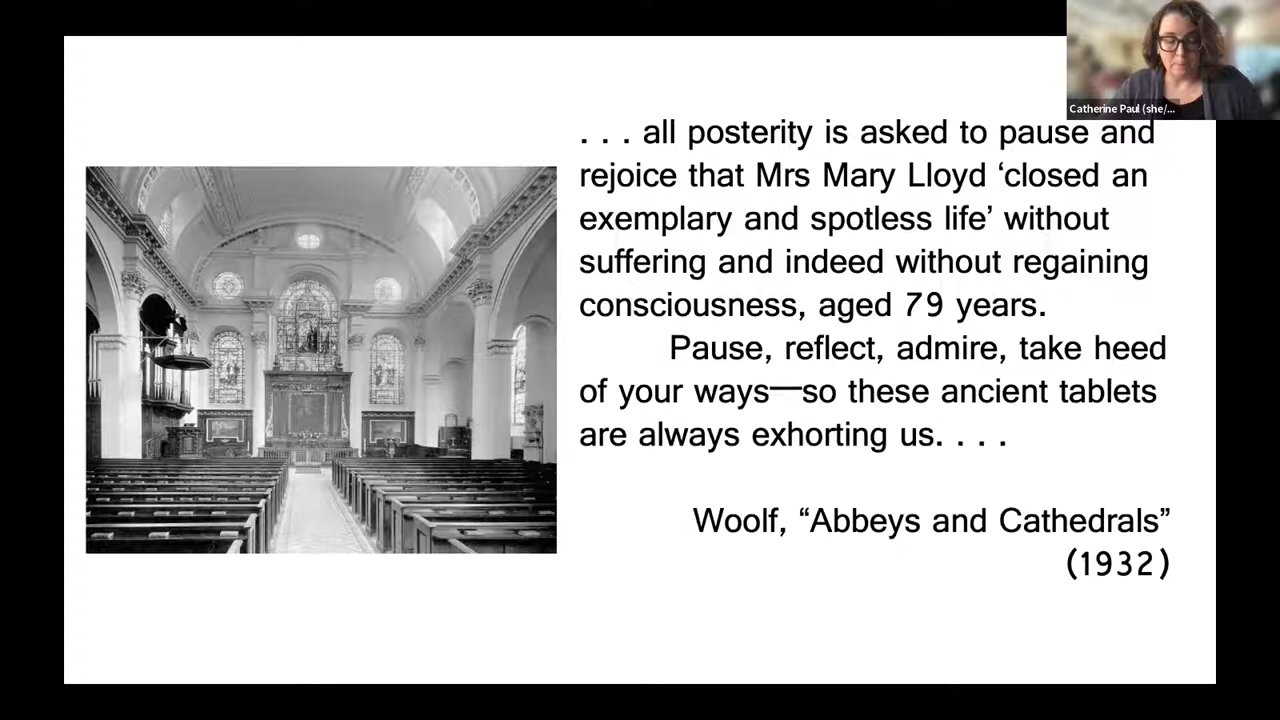 Catherine Paul (she/...
. . . all posterity is asked to pause and
rejoice that Mrs Mary Lloyd ‘closed an
exemplary and spotless life’ without
suffering and indeed without regaining
consciousness, aged 79 years.
Pause, reflect, admire, take heed
of your ways—so these ancient tablets
are always exhorting us. . . .
Woolf, “Abbeys and Cathedrals”
(1932)